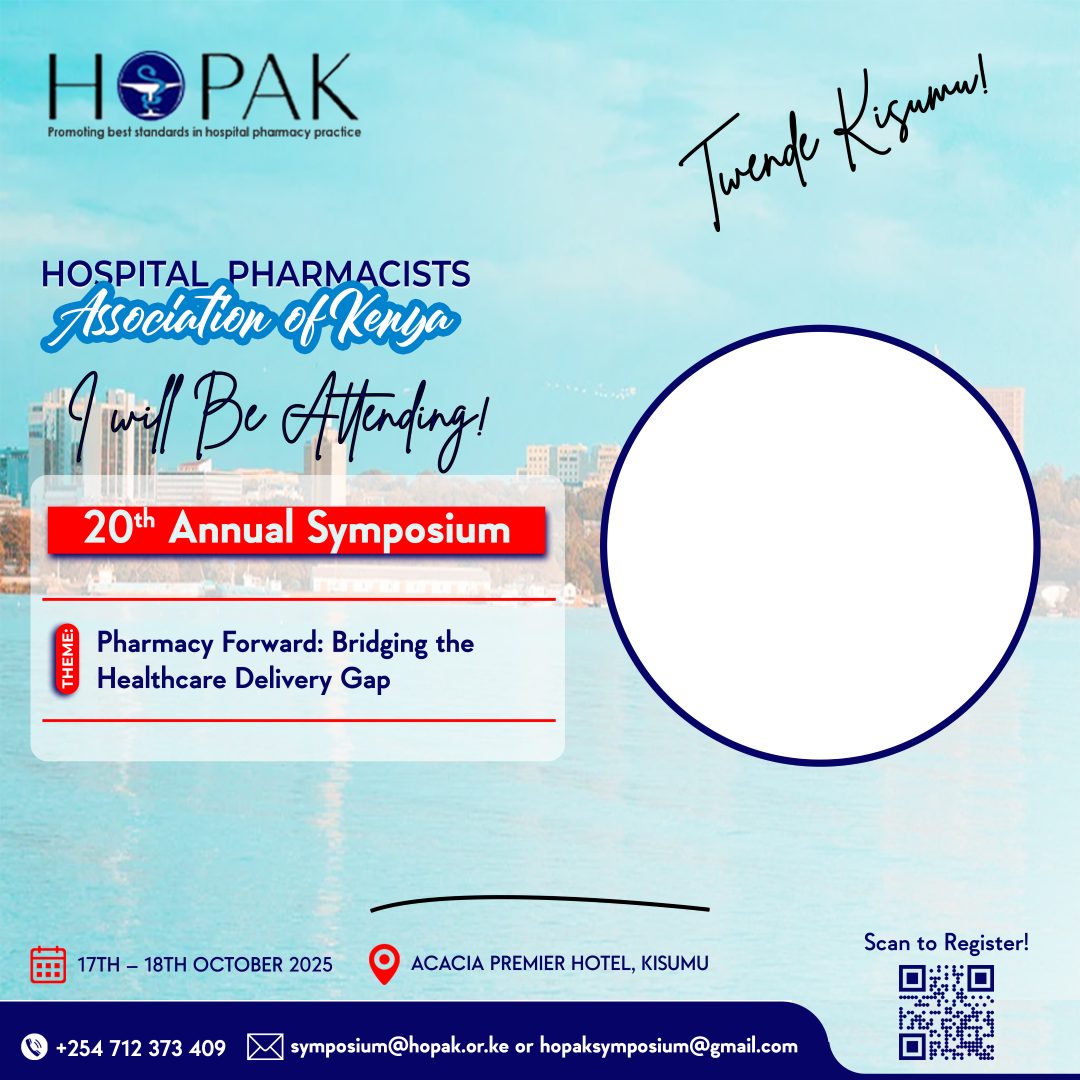 HOPAK
Promoting best standards in hospital pharmacy practice
Twende Kisumu!
HOSPITAL PHARMACISTS
Association of Kenya
I will Be Attending!
20th Annual Symposium
THEME:
Pharmacy Forward: Bridging the
Healthcare Delivery Gap
17TH – 18TH OCTOBER 2025
ACACIA PREMIER HOTEL, KISUMU
Scan to Register!
+254 712 373 409
symposium@hopak.or.ke or hopaksymposium@gmail.com